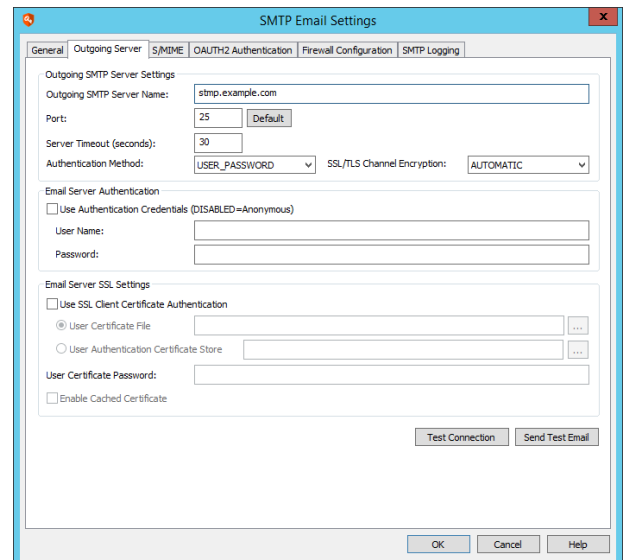 SMTP Email Settings
x
General Outgoing Server S/MIME OAUTH2 Authentication Firewall Configuration SMTP Logging
Outgoing SMTP Server Settings
Outgoing SMTP Server Name: stmp.example.com
Port: 25 Default
Server Timeout (seconds): 30
Authentication Method: USER_PASSWORD SSL/TLS Channel Encryption: AUTOMATIC
Email Server Authentication
Use Authentication Credentials (DISABLED=Anonymous)
User Name:
Password:
Email Server SSL Settings
Use SSL Client Certificate Authentication
User Certificate File ...
User Authentication Certificate Store ...
User Certificate Password:
Enable Cached Certificate
Test Connection Send Test Email
OK Cancel Help